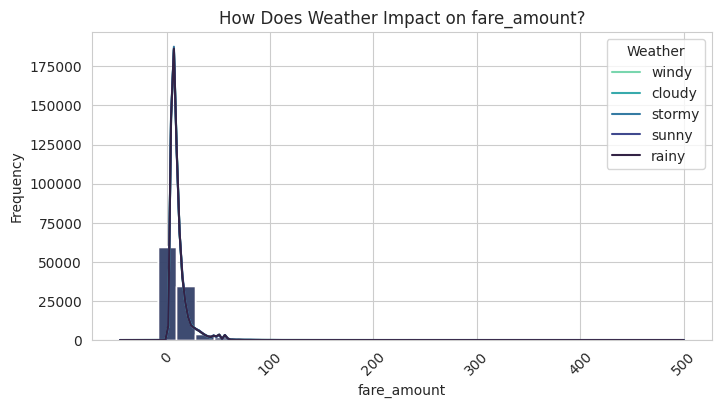 How Does Weather Impact on fare_amount?
Weather
windy
cloudy
stormy
sunny
rainy
Frequency
175000
150000
125000
100000
75000
50000
25000
0
0
100
200
300
400
500
fare_amount